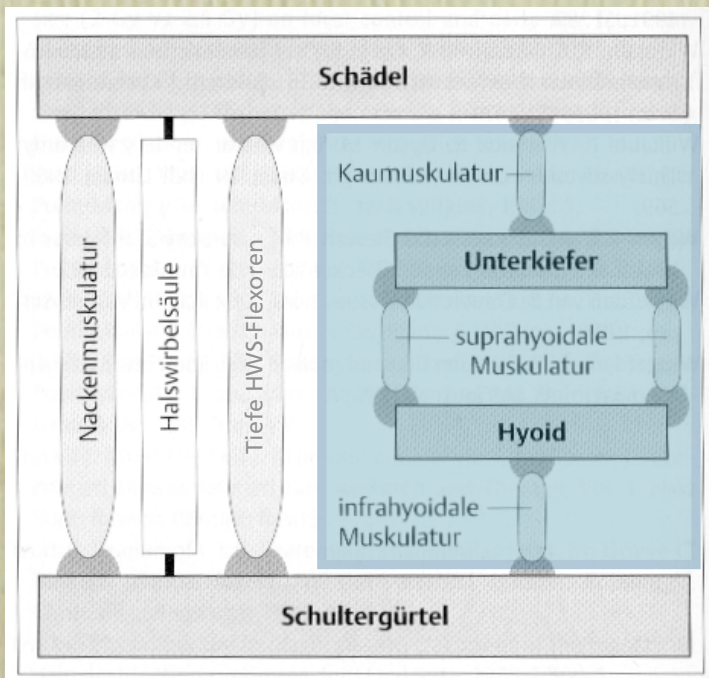 Schädel
Kaumuskulatur
Unterkiefer
suprahyoidale
Muskulatur
Hyoid
infrahyoidale
Muskulatur
Nackenmuskulatur
Halswirbelsäule
Tiefe HWS-Flexoren
Schultergürtel